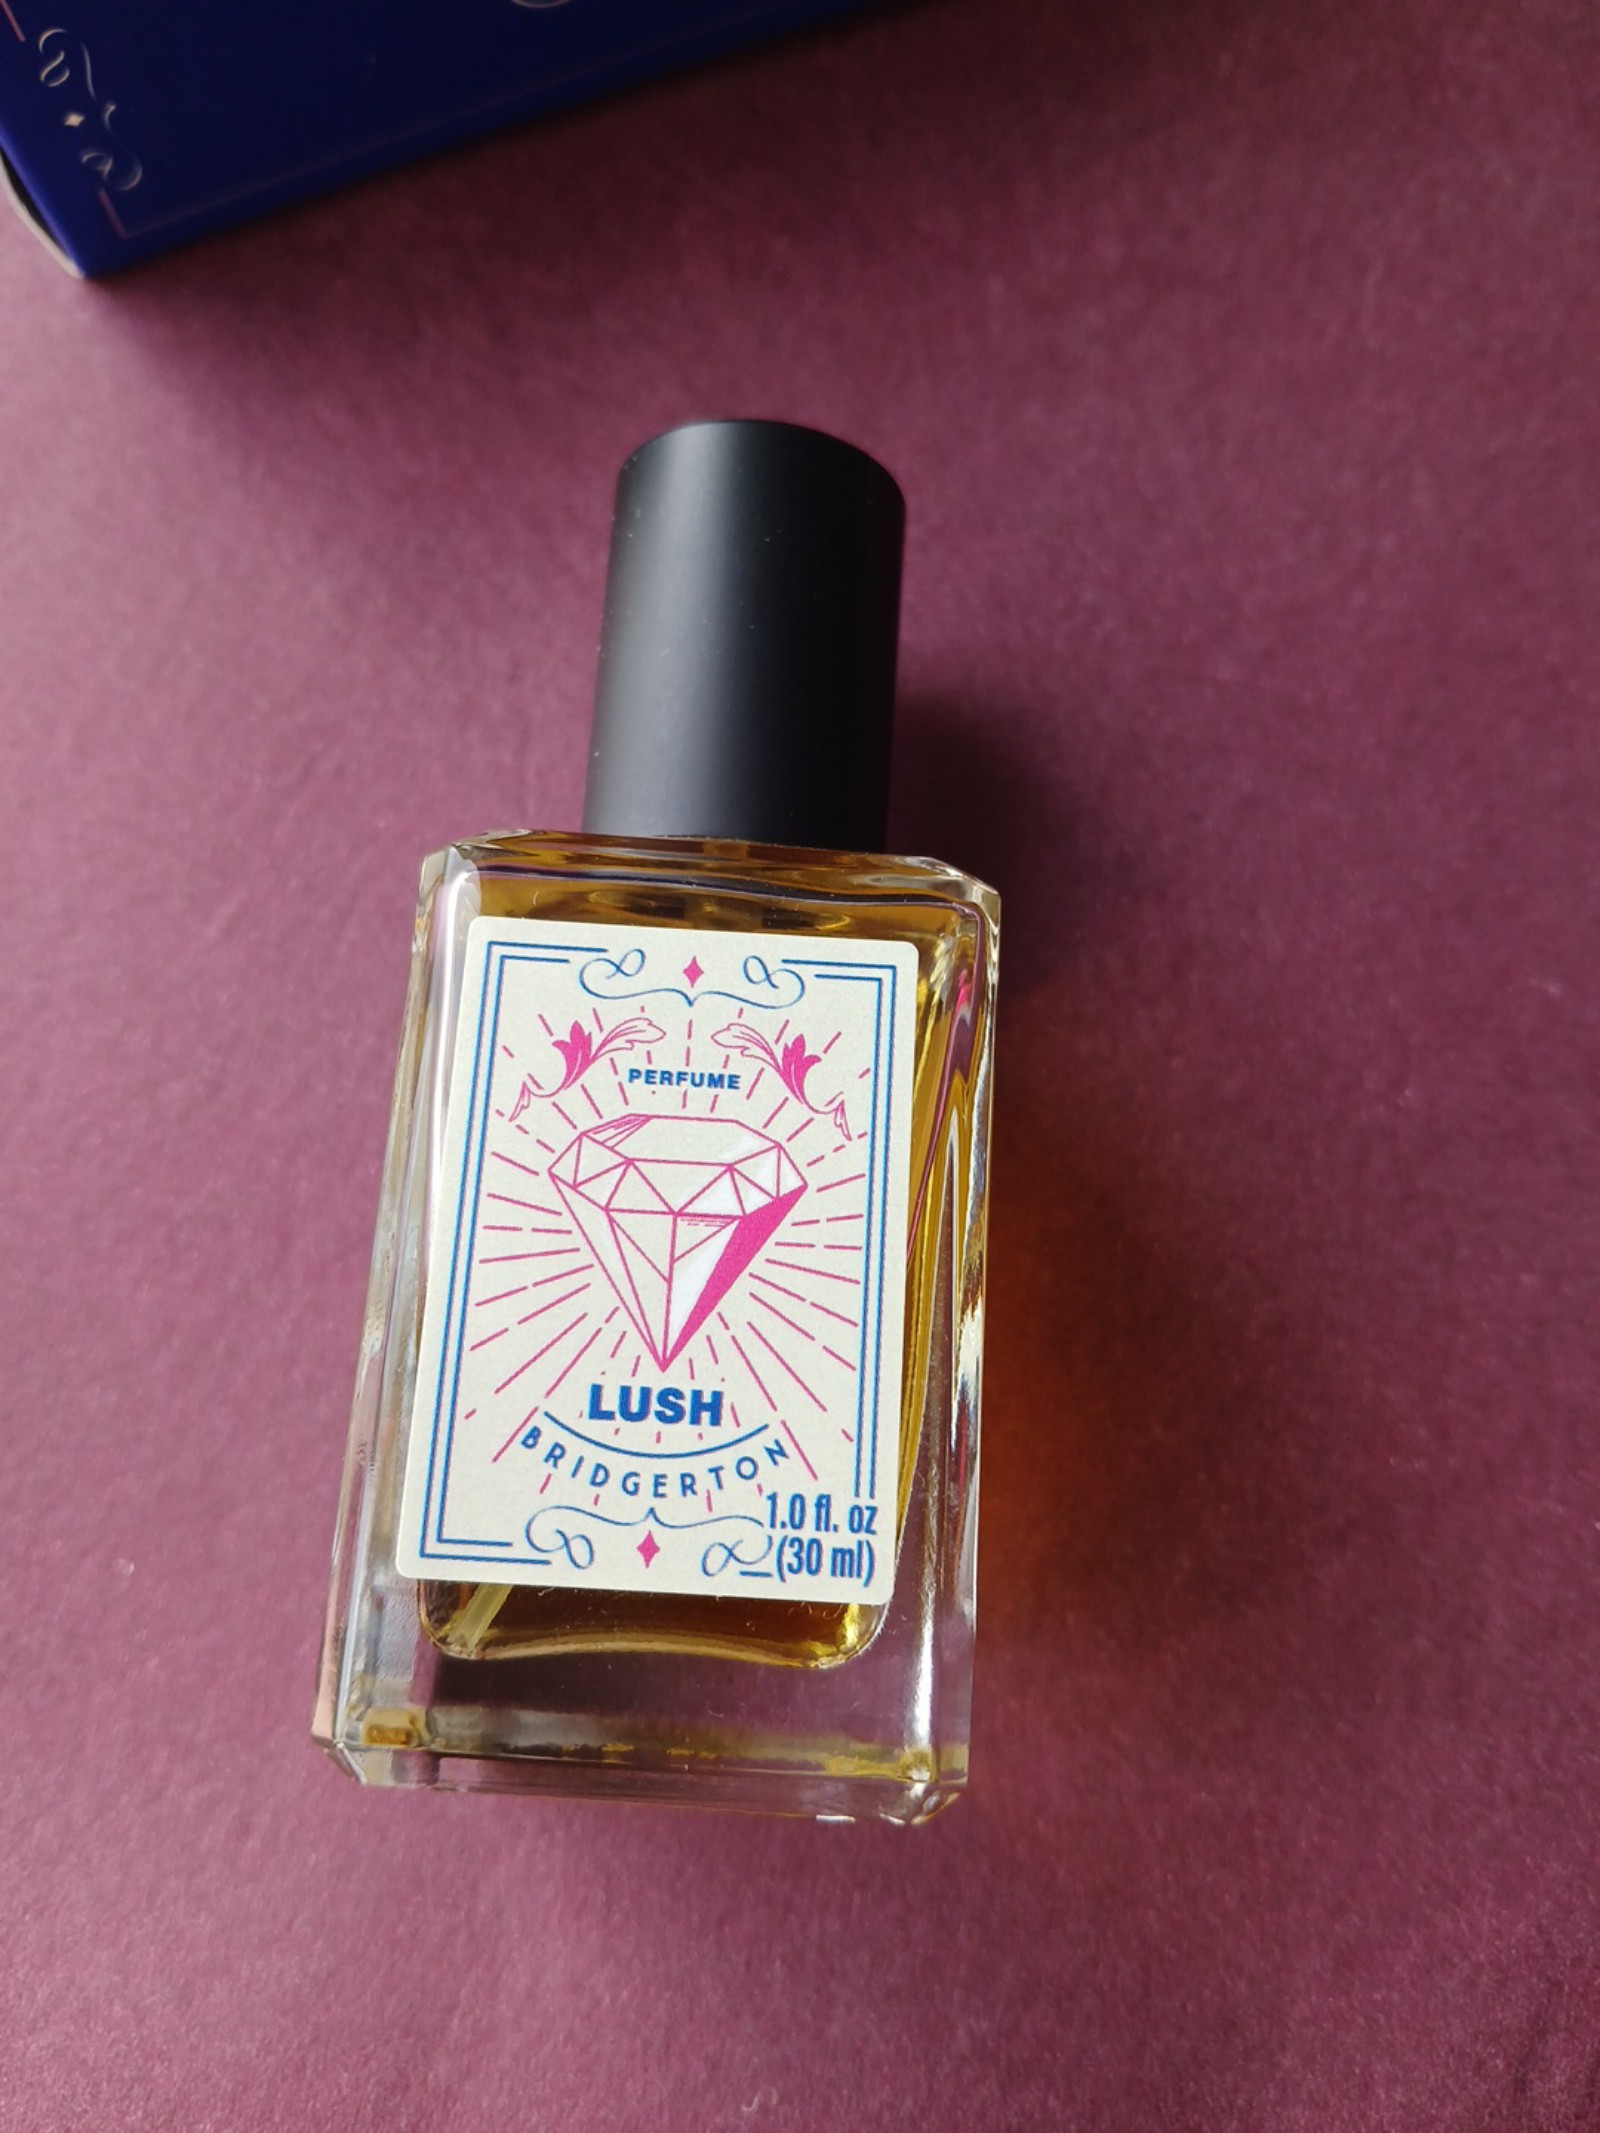 PERFUME
LUSH
BRIDGERTON
1.0 fl. oz
(30 ml)